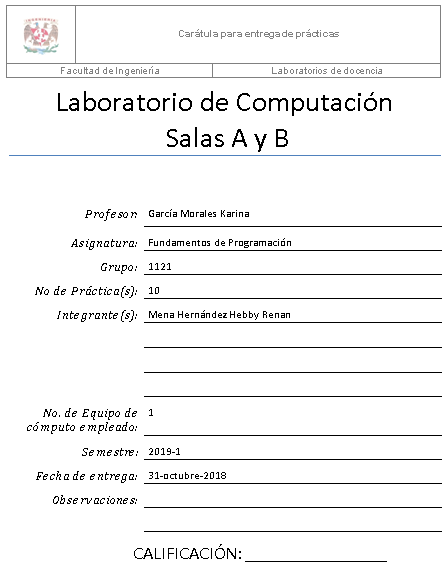 Carátula para entrega de prácticas
Facultad de Ingeniería
Laboratorios de docencia
Laboratorio de Computación
Salas A y B
Profesor: García Morales Karina
Asignatura: Fundamentos de Programación
Grupo: 1121
No de Práctica(s): 10
Integrante(s): Mena Hernández Hebby Renan
No. de Equipo de 1
cómputo empleado:
Semestre: 2019-1
Fecha de entrega: 31-octubre-2018
Observaciones:
CALIFICACIÓN: __________